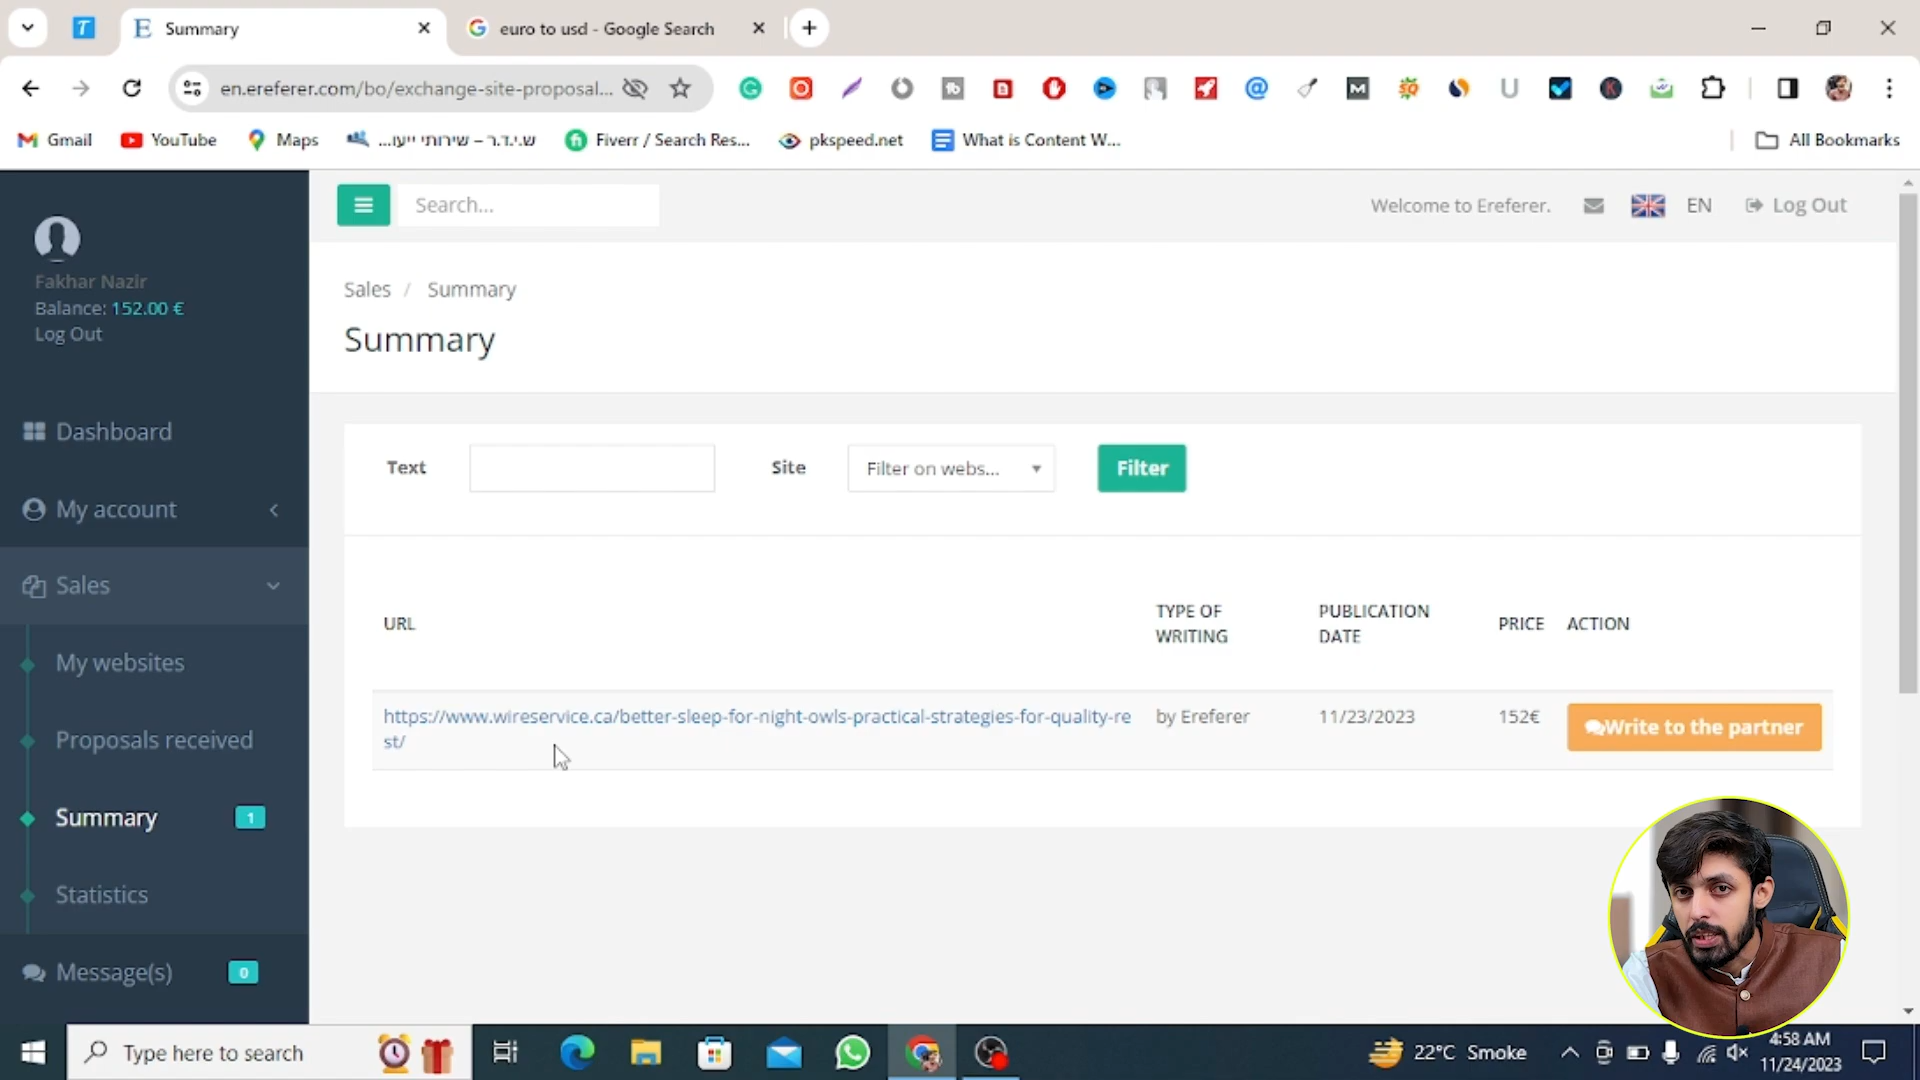 Summary
euro to usd - Google Search
en.ereferer.com/bo/exchange-site-proposal...
Gmail
YouTube
Maps
ש.י.ד.ר – שירותי ייעו...
Fiverr / Search Res...
pkspeed.net
What is Content W...
All Bookmarks
Search...
Welcome to Ereferer.
EN
Log Out
Fakhar Nazir
Balance: 152.00 €
Log Out
Sales / Summary
Summary
Dashboard
My account
Sales
My websites
Proposals received
Summary 1
Statistics
Message(s) 0
Text
Site
Filter on webs...
Filter
URL
TYPE OF
WRITING
PUBLICATION
DATE
PRICE
ACTION
https://www.wireservice.ca/better-sleep-for-night-owls-practical-strategies-for-quality-re
st/
by Ereferer
11/23/2023
152€
Write to the partner
Type here to search
22°C Smoke
4:58 AM
11/24/2023